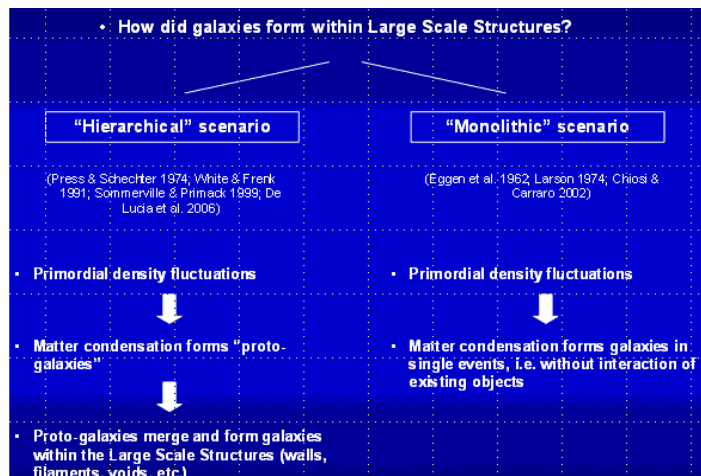 • How did galaxies form within Large Scale Structures?
“Hierarchical” scenario
(Press & Schechter 1974; White & Frenk
1991; Sommerville & Primack 1999; De
Lucia et al. 2006)
• Primordial density fluctuations
• Matter condensation forms “proto-
galaxies”
• Proto-galaxies merge and form galaxies
within the Large Scale Structures (walls,
filaments, voids, etc)
“Monolithic” scenario
(Eggen et al. 1962; Larson 1974; Chiosi &
Carraro 2002)
• Primordial density fluctuations
• Matter condensation forms galaxies in
single events, i.e. without interaction of
existing objects